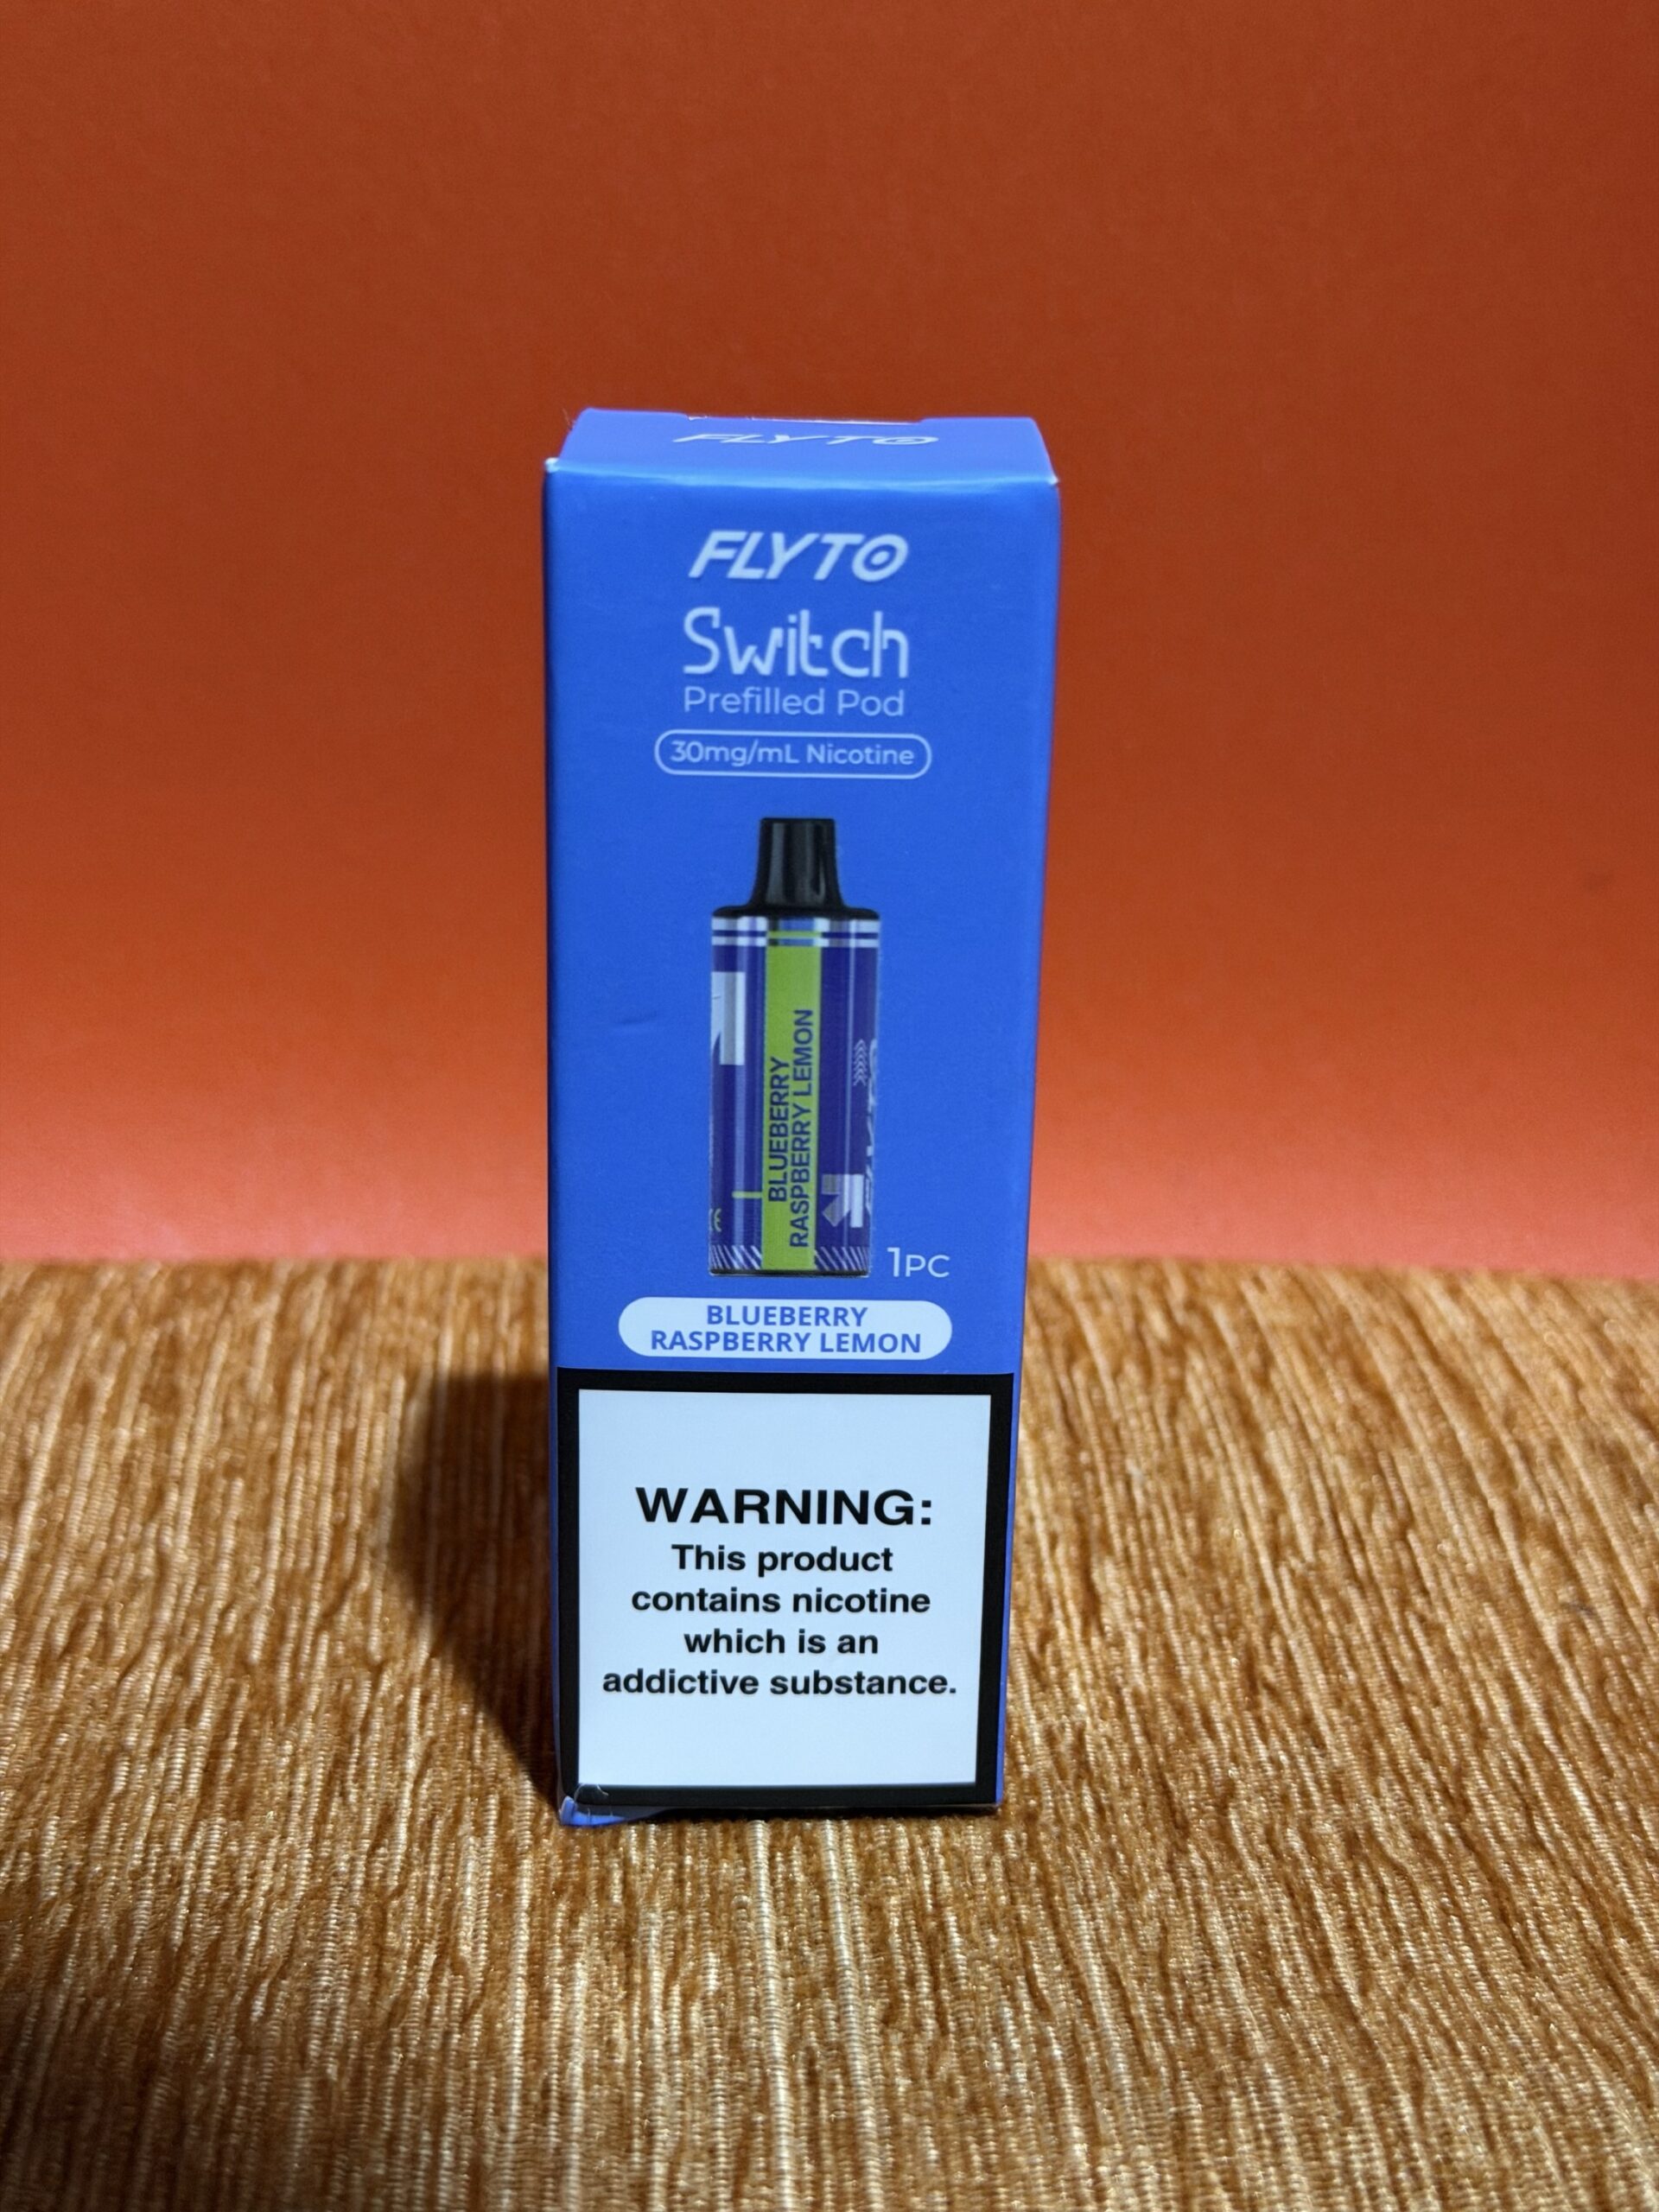 FLYTO
FLYTO
Switch
Prefilled Pod
30mg/mL Nicotine
BLUEBERRY
RASPBERRY LEMON
FLYTO
1PC
BLUEBERRY
RASPBERRY LEMON
WARNING:
This product
contains nicotine
which is an
addictive substance.